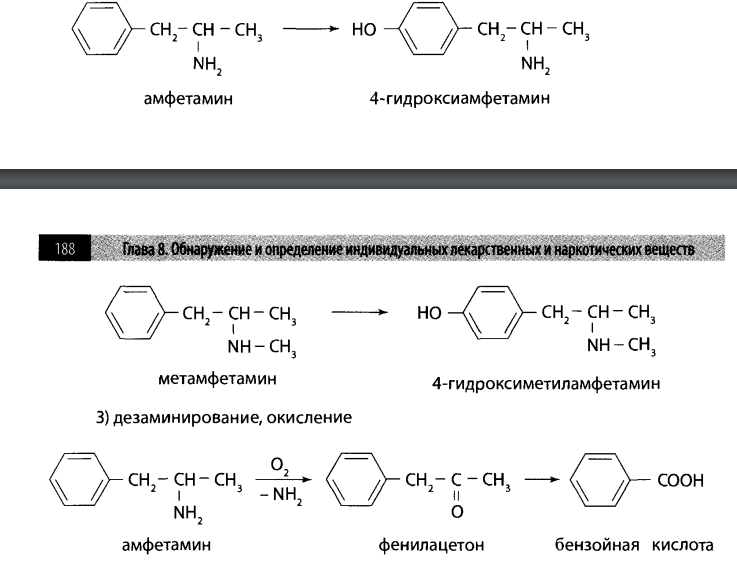 CH2 - CH - CH3
NH2
HO
CH2 - CH - CH3
NH2
амфетамин
4-гидроксиамфетамин
188 Глава 8. Обнаружение и определение индивидуальных лекарственных и наркотических веществ
CH2 - CH - CH3
NH - CH3
HO
CH2 - CH - CH3
NH - CH3
метамфетамин
4-гидроксиметиламфетамин
3) дезаминирование, окисление
CH2 - CH - CH3
NH2
O2
- NH2
CH2 - C - CH3
O
COOH
амфетамин
фенилацетон
бензойная кислота